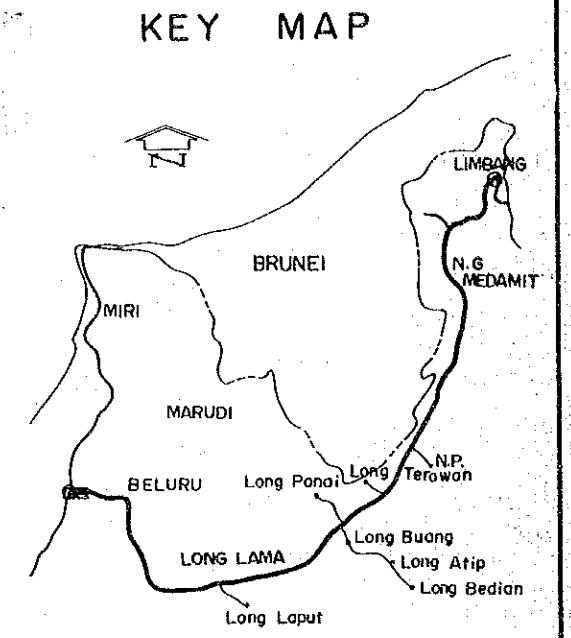 KEY MAP
N
LIMBANG
BRUNEI
N.G
MEDAMIT
MIRI
MARUDI
N.P.
Long
Terawan
BELURU
Long Panai
Long Buang
LONG LAMA
Long Atip
Long Bedian
Long Laput